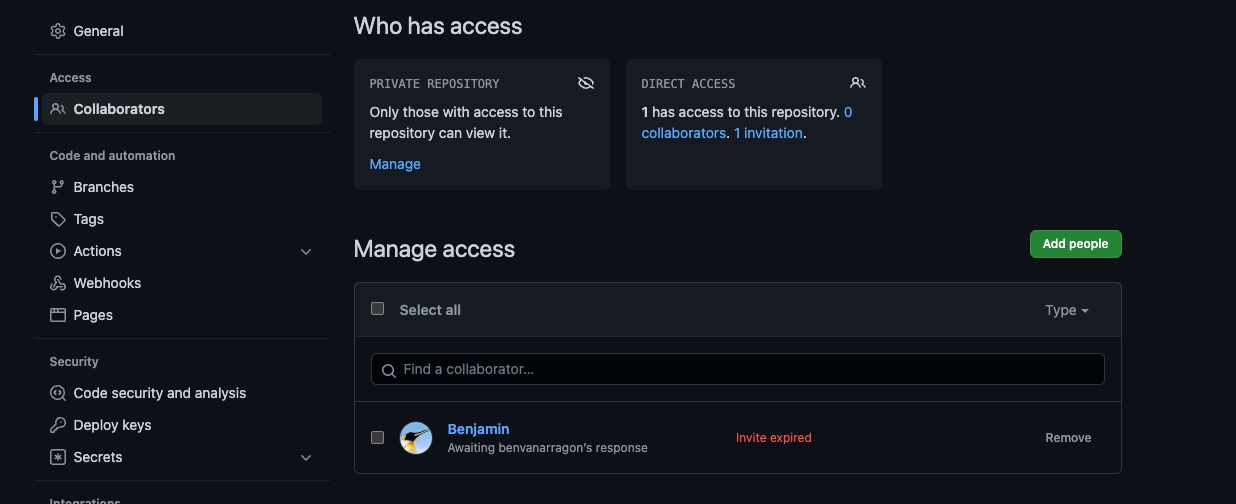 General
Access
Collaborators
Code and automation
Branches
Tags
Actions
Webhooks
Pages
Security
Code security and analysis
Deploy keys
Secrets
Integrations
Who has access
PRIVATE REPOSITORY
Only those with access to this
repository can view it.
Manage
DIRECT ACCESS
1 has access to this repository. 0
collaborators. 1 invitation.
Manage access
Add people
Select all
Type
Find a collaborator...
Benjamin
Awaiting benvanarragon's response
Invite expired
Remove